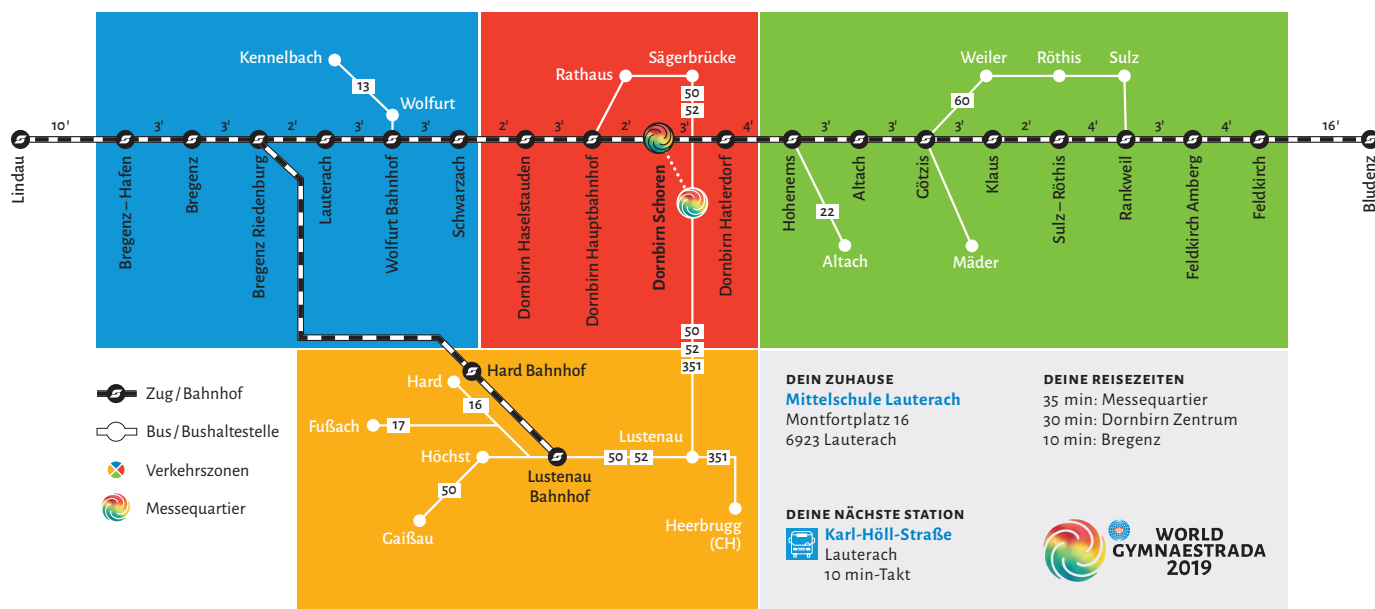 Kennelbach
13
Wolfurt
Rathaus
Sägerbrücke
50
52
Weiler
Röthis
Sulz
60
10'
3'
3'
2'
3'
3'
2'
3'
2'
3'
4'
3'
3'
3'
4'
3'
4'
16'
Lindau
Bregenz–Hafen
Bregenz
Bregenz Riedenburg
Lauterach
Wolfurt Bahnhof
Schwarzach
Dornbirn Haselstauden
Dornbirn Hauptbahnhof
Dornbirn Schoren
Dornbirn Hatlerdorf
Hohenems
Altach
Götzis
Klaus
Sulz–Röthis
Rankweil
Feldkirch Amberg
Feldkirch
Bludenz
22
Altach
Mäder
50
52
351
Hard Bahnhof
Hard
16
Fußach
17
Höchst
50
Gaißau
Lustenau
Bahnhof
50 52
Lustenau
351
Heerbrugg
(CH)
Zug/Bahnhof
Bus/Bushaltestelle
Verkehrszonen
Messequartier
DEIN ZUHAUSE
Mittelschule Lauterach
Montfortplatz 16
6923 Lauterach
DEINE REISEZEITEN
35 min: Messequartier
30 min: Dornbirn Zentrum
10 min: Bregenz
DEINE NÄCHSTE STATION
Karl-Höll-Straße
Lauterach
10 min-Takt
WORLD
GYMNAESTRADA
2019